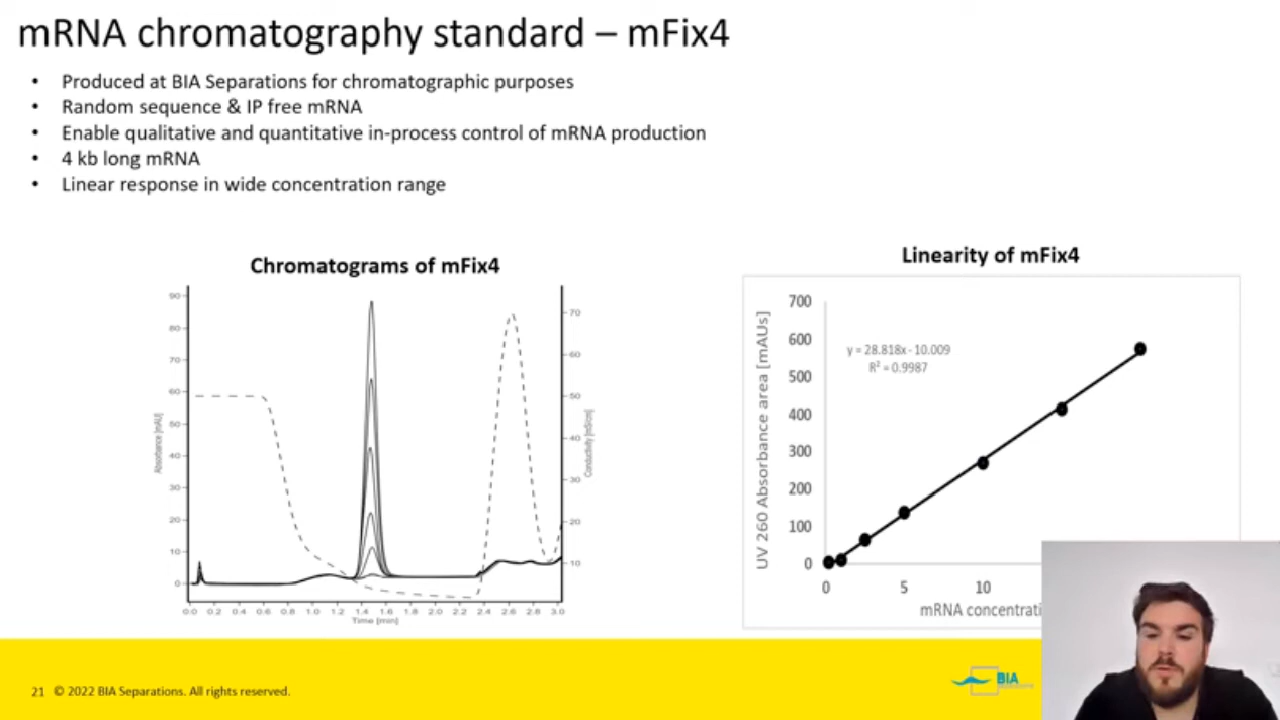 mRNA chromatography standard – mFix4
• Produced at BIA Separations for chromatographic purposes
• Random sequence & IP free mRNA
• Enable qualitative and quantitative in-process control of mRNA production
• 4 kb long mRNA
• Linear response in wide concentration range
Chromatograms of mFix4
90
80
70
60
50
40
30
20
10
0
Absorbance [mAU]
70
60
50
40
30
20
10
Conductivity [mS/cm]
0.0 0.2 0.4 0.6 0.8 1.0 1.2 1.4 1.6 1.8 2.0 2.2 2.4 2.6 2.8 3.0
Time [min]
Linearity of mFix4
UV 260 Absorbance area [mAUs]
700
600
500
400
300
200
100
0
y = 28.818x - 10.009
R² = 0.9987
0 5 10
mRNA concentrati
21 © 2022 BIA Separations. All rights reserved.
BIA